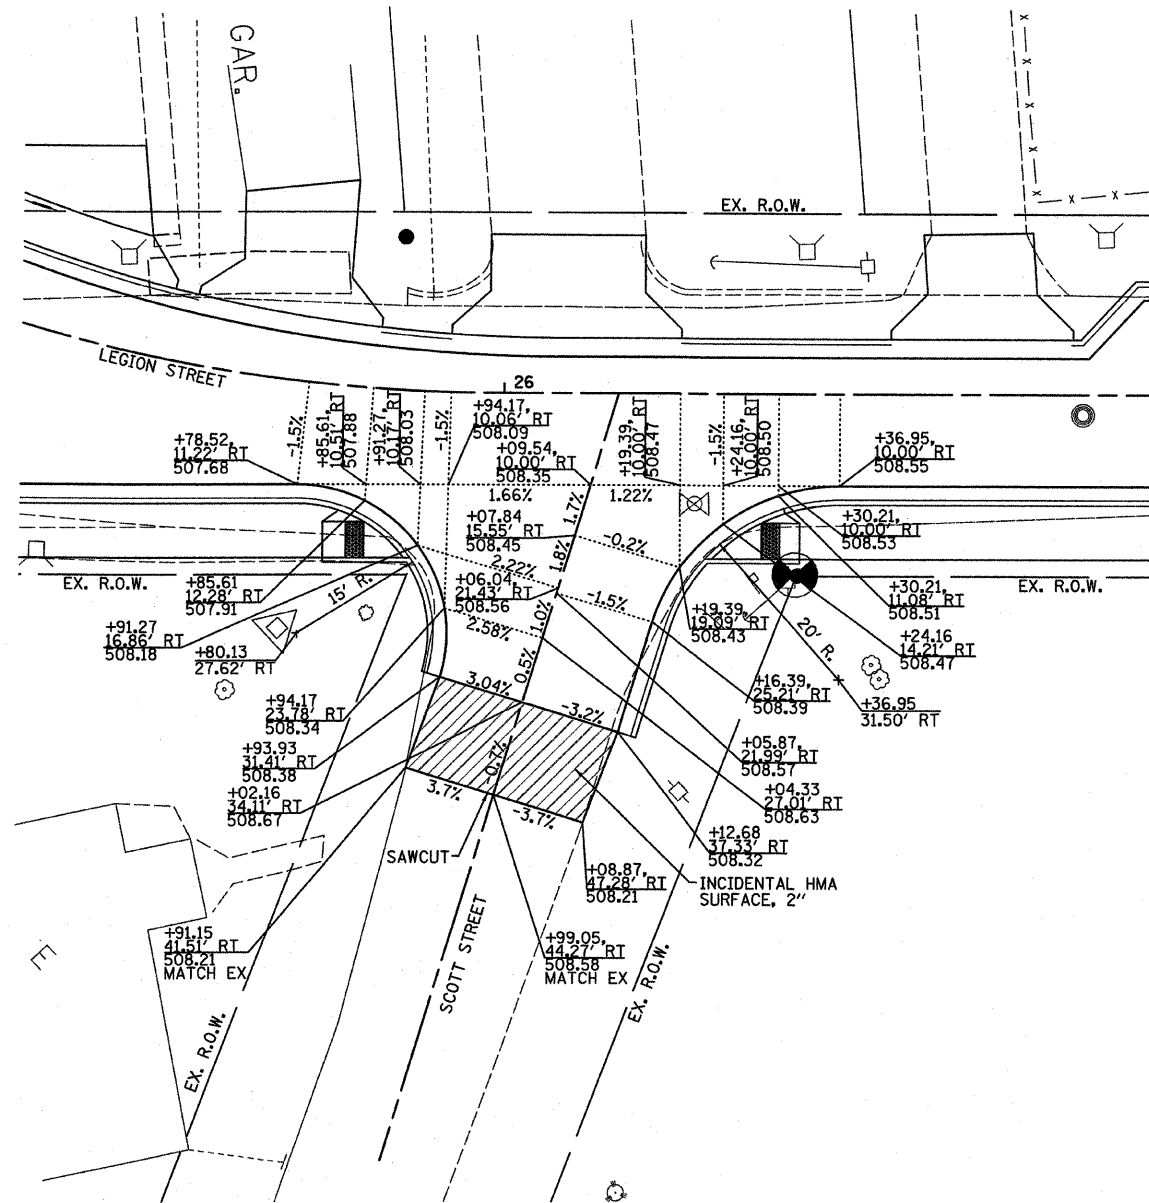 GAR.
EX. R.O.W.
LEGION STREET
26
-1.5%
+85.61,
10.51' RT
507.88
+91.27,
10.17' RT
508.03
-1.5%
+94.17,
10.06' RT
508.09
+09.54,
10.00' RT
508.35
+19.39,
10.00' RT
508.47
-1.5%
+24.16,
10.00' RT
508.50
+78.52,
11.22' RT
507.68
+36.95,
10.00' RT
508.55
1.66%
1.22%
1.7%
+07.84
15.55' RT
508.45
-0.2%
+30.21,
10.00' RT
508.53
1.8%
2.22%
EX. R.O.W.
+85.61
12.28' RT
507.91
15' R.
+06.04,
21.43' RT
508.56
-1.5%
1.0%
EX. R.O.W.
+30.21,
11.08' RT
508.51
+91.27
16.86' RT
508.18
+80.13
27.62' RT
2.58%
+19.39,
19.09' RT
508.43
20' R.
+24.16
14.21' RT
508.47
0.5%
3.04%
+94.17
23.78' RT
508.34
-3.2%
+16.39,
25.21' RT
508.39
+36.95
31.50' RT
+93.93
31.41' RT
508.38
-0.7%
+05.87,
21.99' RT
508.57
+02.16
34.11' RT
508.67
3.7%
-3.7%
+04.33
27.01' RT
508.63
+12.68
37.33' RT
508.32
SAWCUT
+08.87,
47.28' RT
508.21
INCIDENTAL HMA
SURFACE, 2"
+91.15
41.51' RT
508.21
MATCH EX
SCOTT STREET
+99.05,
44.27' RT
508.58
MATCH EX
E
EX. R.O.W.
EX. R.O.W.